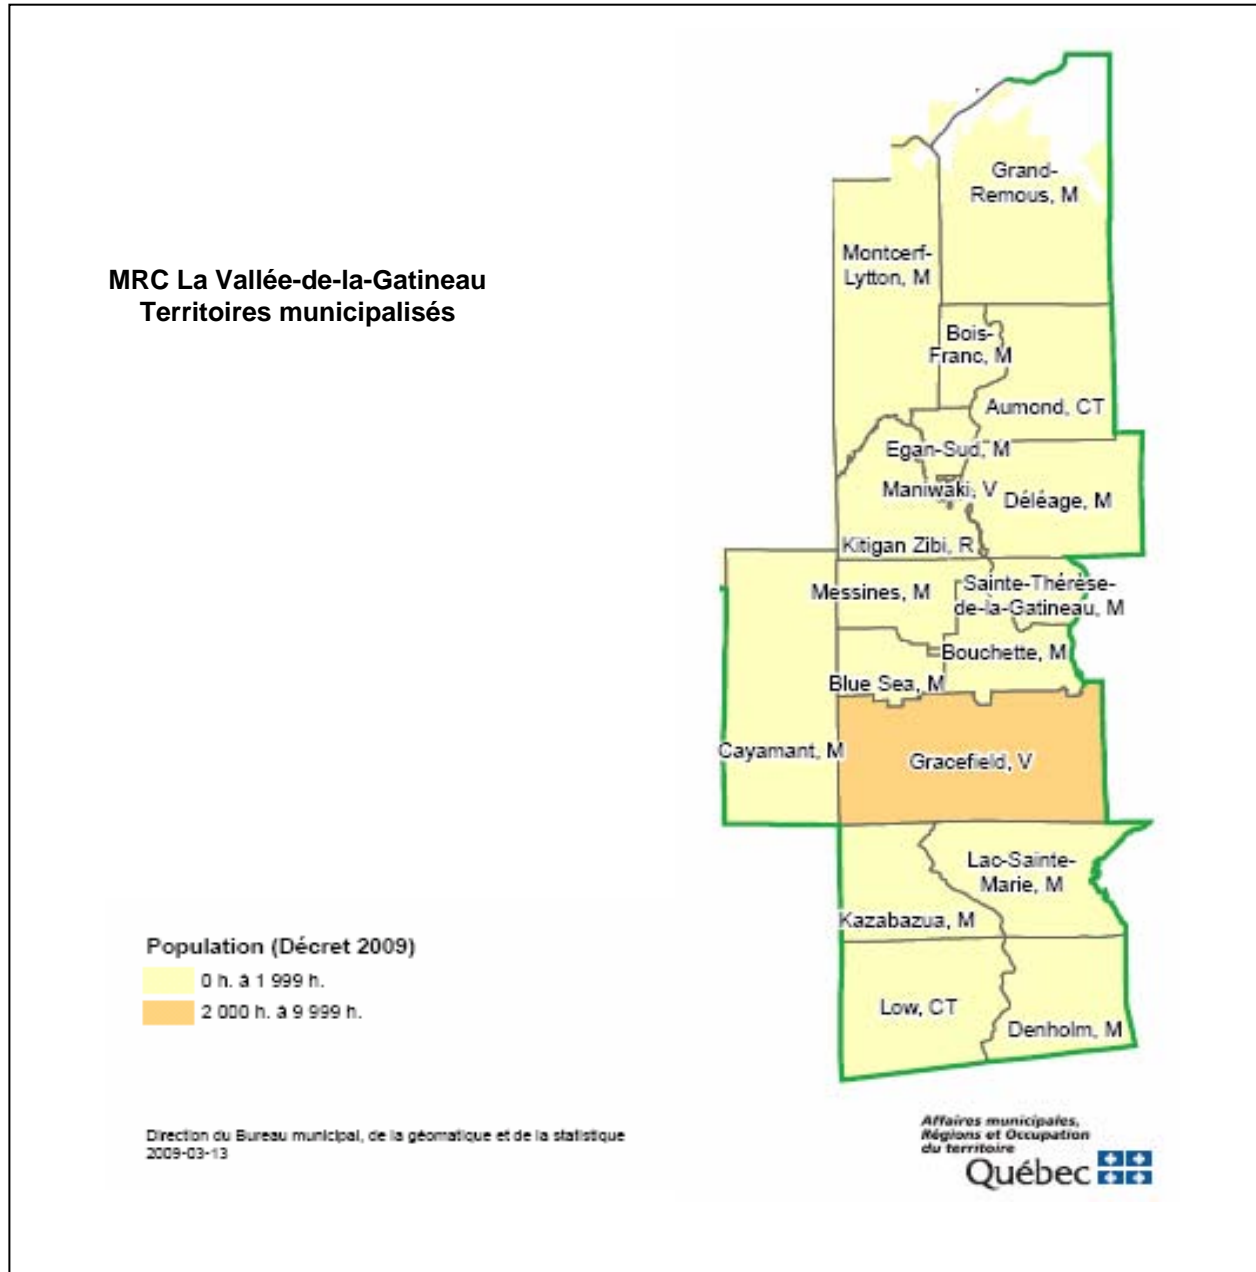 MRC La Vallée-de-la-Gatineau
Territoires municipalisés
Grand-
Remous, M
Montcerf-
Lytton, M
Bois-
Franc, M
Aumond, CT
Egan-Sud, M
Maniwaki, V
Déléage, M
Kitigan Zibi, R
Messines, M
Sainte-Thérèse-
de-la-Gatineau, M
Bouchette, M
Blue Sea, M
Cayamant, M
Gracefield, V
Lac-Sainte-
Marie, M
Kazabazua, M
Low, CT
Denholm, M
Population (Décret 2009)
0 h. à 1 999 h.
2 000 h. à 9 999 h.
Direction du Bureau municipal, de la géomatique et de la statistique
2009-03-13
Affaires municipales,
Régions et Occupation
du territoire
Québec